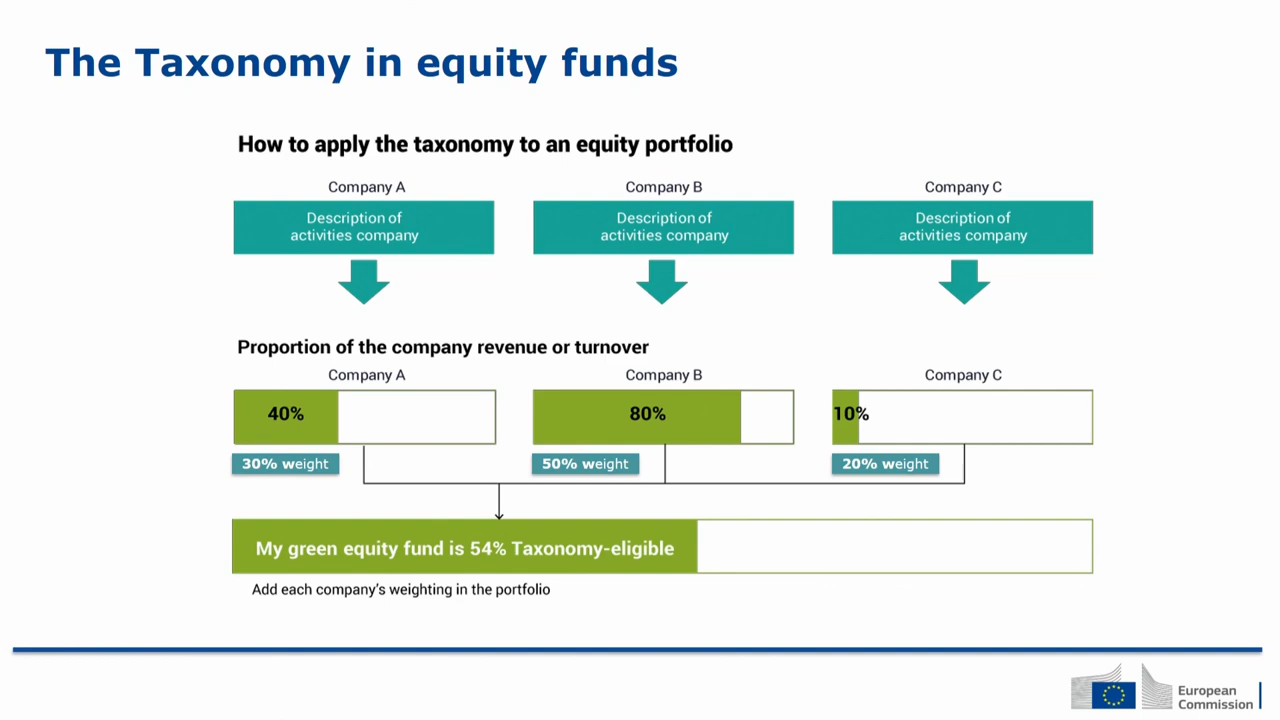 The Taxonomy in equity funds
How to apply the taxonomy to an equity portfolio
Company A
Company B
Company C
Description of
activities company
Description of
activities company
Description of
activities company
Proportion of the company revenue or turnover
Company A
Company B
Company C
40%
80%
10%
30% weight
50% weight
20% weight
My green equity fund is 54% Taxonomy-eligible
Add each company's weighting in the portfolio
European
Commission